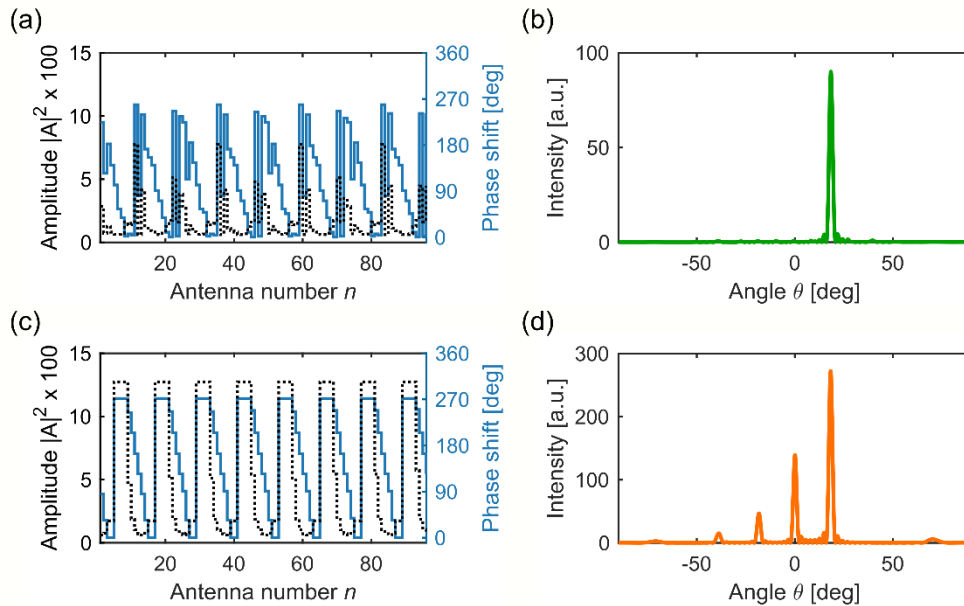 (a)
Amplitude |A|² x 100
15
10
5
0
20
40
60
80
Antenna number n
360
270
180
90
0
Phase shift [deg]
(b)
Intensity [a.u.]
100
50
0
-50
0
50
Angle θ [deg]
(c)
Amplitude |A|² x 100
15
10
5
0
20
40
60
80
Antenna number n
360
270
180
90
0
Phase shift [deg]
(d)
Intensity [a.u.]
300
200
100
0
-50
0
50
Angle θ [deg]